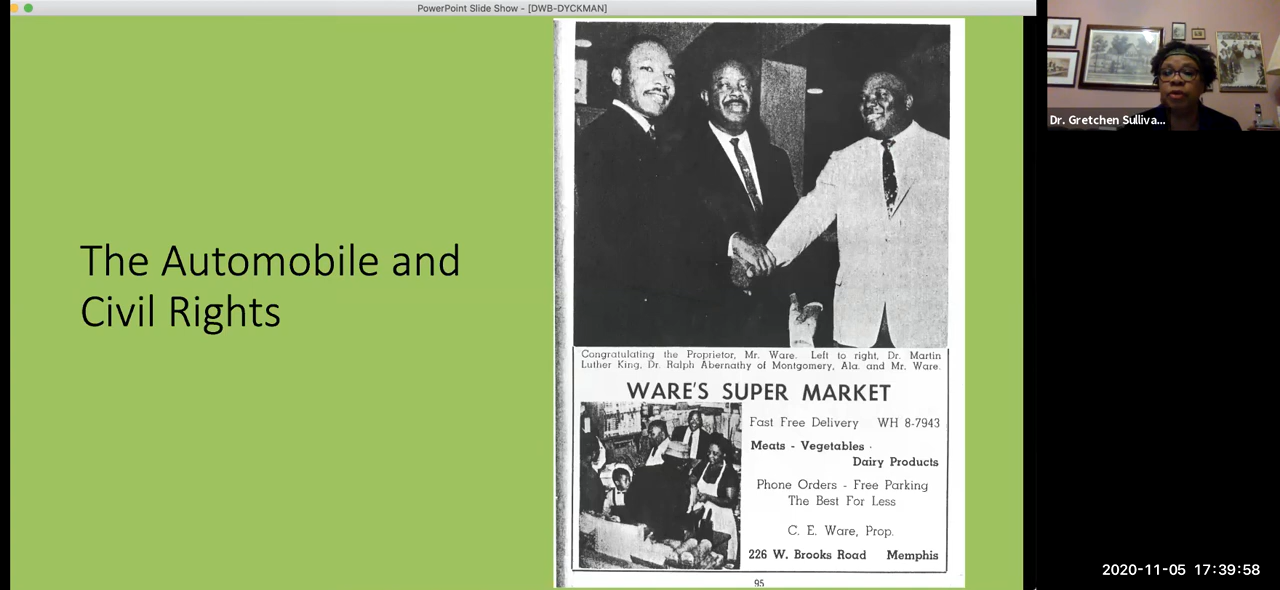 PowerPoint Slide Show - [DWB-DYCKMAN]
The Automobile and
Civil Rights
Congratulating the Proprietor, Mr. Ware. Left to right, Dr. Martin
Luther King, Dr. Ralph Abernathy of Montgomery, Ala. and Mr. Ware.
WARE'S SUPER MARKET
Fast Free Delivery WH 8-7943
Meats - Vegetables -
Dairy Products
Phone Orders - Free Parking
The Best For Less
C. E. Ware, Prop.
226 W. Brooks Road Memphis
95
Dr. Gretchen Sulliva...
2020-11-05 17:39:58